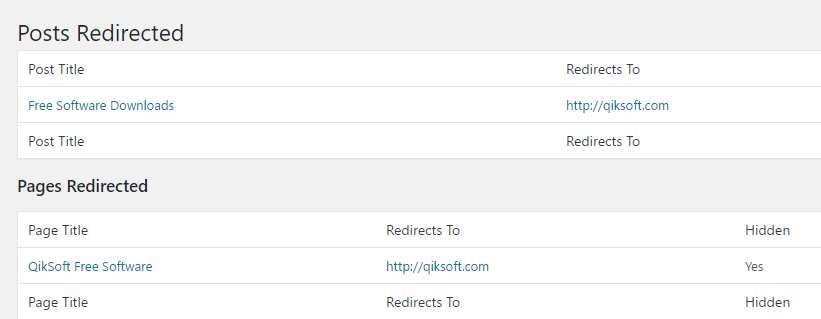 Posts Redirected
Post Title Redirects To
Free Software Downloads http://qiksoft.com
Post Title Redirects To
Pages Redirected
Page Title Redirects To Hidden
QikSoft Free Software http://qiksoft.com Yes
Page Title Redirects To Hidden